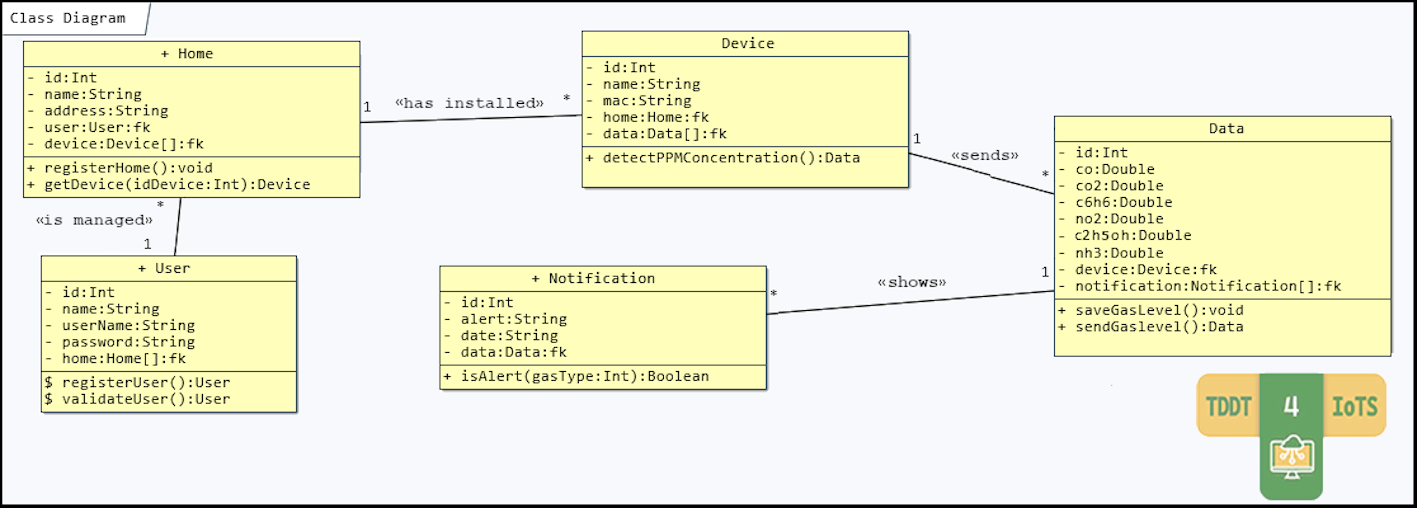 Class Diagram
+ Home
- id:Int
- name:String
- address:String
- user:User:fk
- device:Device[]:fk
+ registerHome():void
+ getDevice(idDevice:Int):Device
1 «has installed» *
Device
- id:Int
- name:String
- mac:String
- home:Home:fk
- data:Data[]:fk
+ detectPPMConcentration():Data
1
«sends»
*
Data
- id:Int
- co:Double
- co2:Double
- c6h6:Double
- no2:Double
- c2h5oh:Double
- nh3:Double
- device:Device:fk
- notification:Notification[]:fk
+ saveGasLevel():void
+ sendGaslevel():Data
*
«is managed»
1
+ User
- id:Int
- name:String
- userName:String
- password:String
- home:Home[]:fk
$ registerUser():User
$ validateUser():User
+ Notification
- id:Int
- alert:String
- date:String
- data:Data:fk
+ isAlert(gasType:Int):Boolean
* «shows» 1
TDDT 4 IoTS